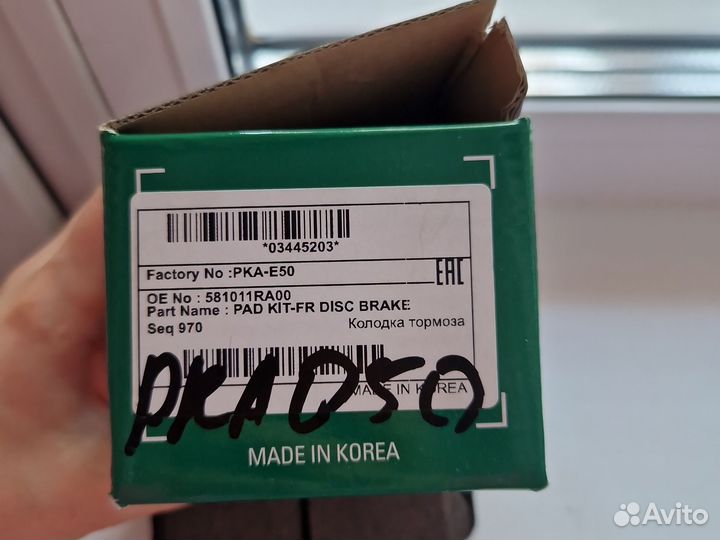 *03445203*
Factory No :PKA-E50
EAC
OE No : 581011RA00
Part Name : PAD KIT-FR DISC BRAKE
Seq 970 Колодка тормоза
MADE IN KOREA
PKA050
MADE IN KOREA
Avito